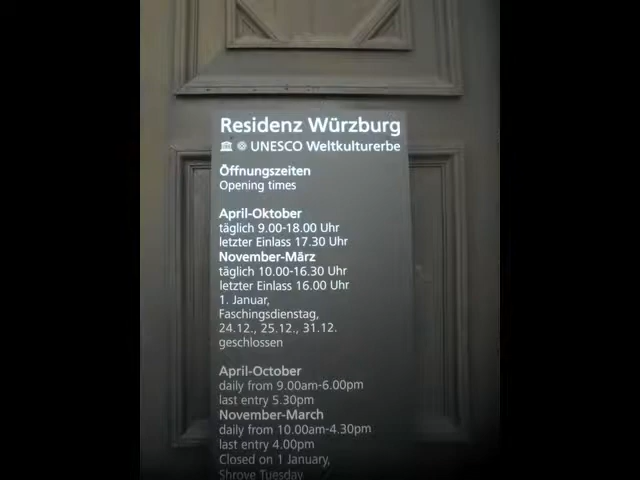 Residenz Würzburg
UNESCO Weltkulturerbe
Öffnungszeiten
Opening times
April-Oktober
täglich 9.00-18.00 Uhr
letzter Einlass 17.30 Uhr
November-März
täglich 10.00-16.30 Uhr
letzter Einlass 16.00 Uhr
1. Januar,
Faschingsdienstag,
24.12., 25.12., 31.12.
geschlossen
April-October
daily from 9.00am-6.00pm
last entry 5.30pm
November-March
daily from 10.00am-4.30pm
last entry 4.00pm
Closed on 1 January,
Shrove Tuesday